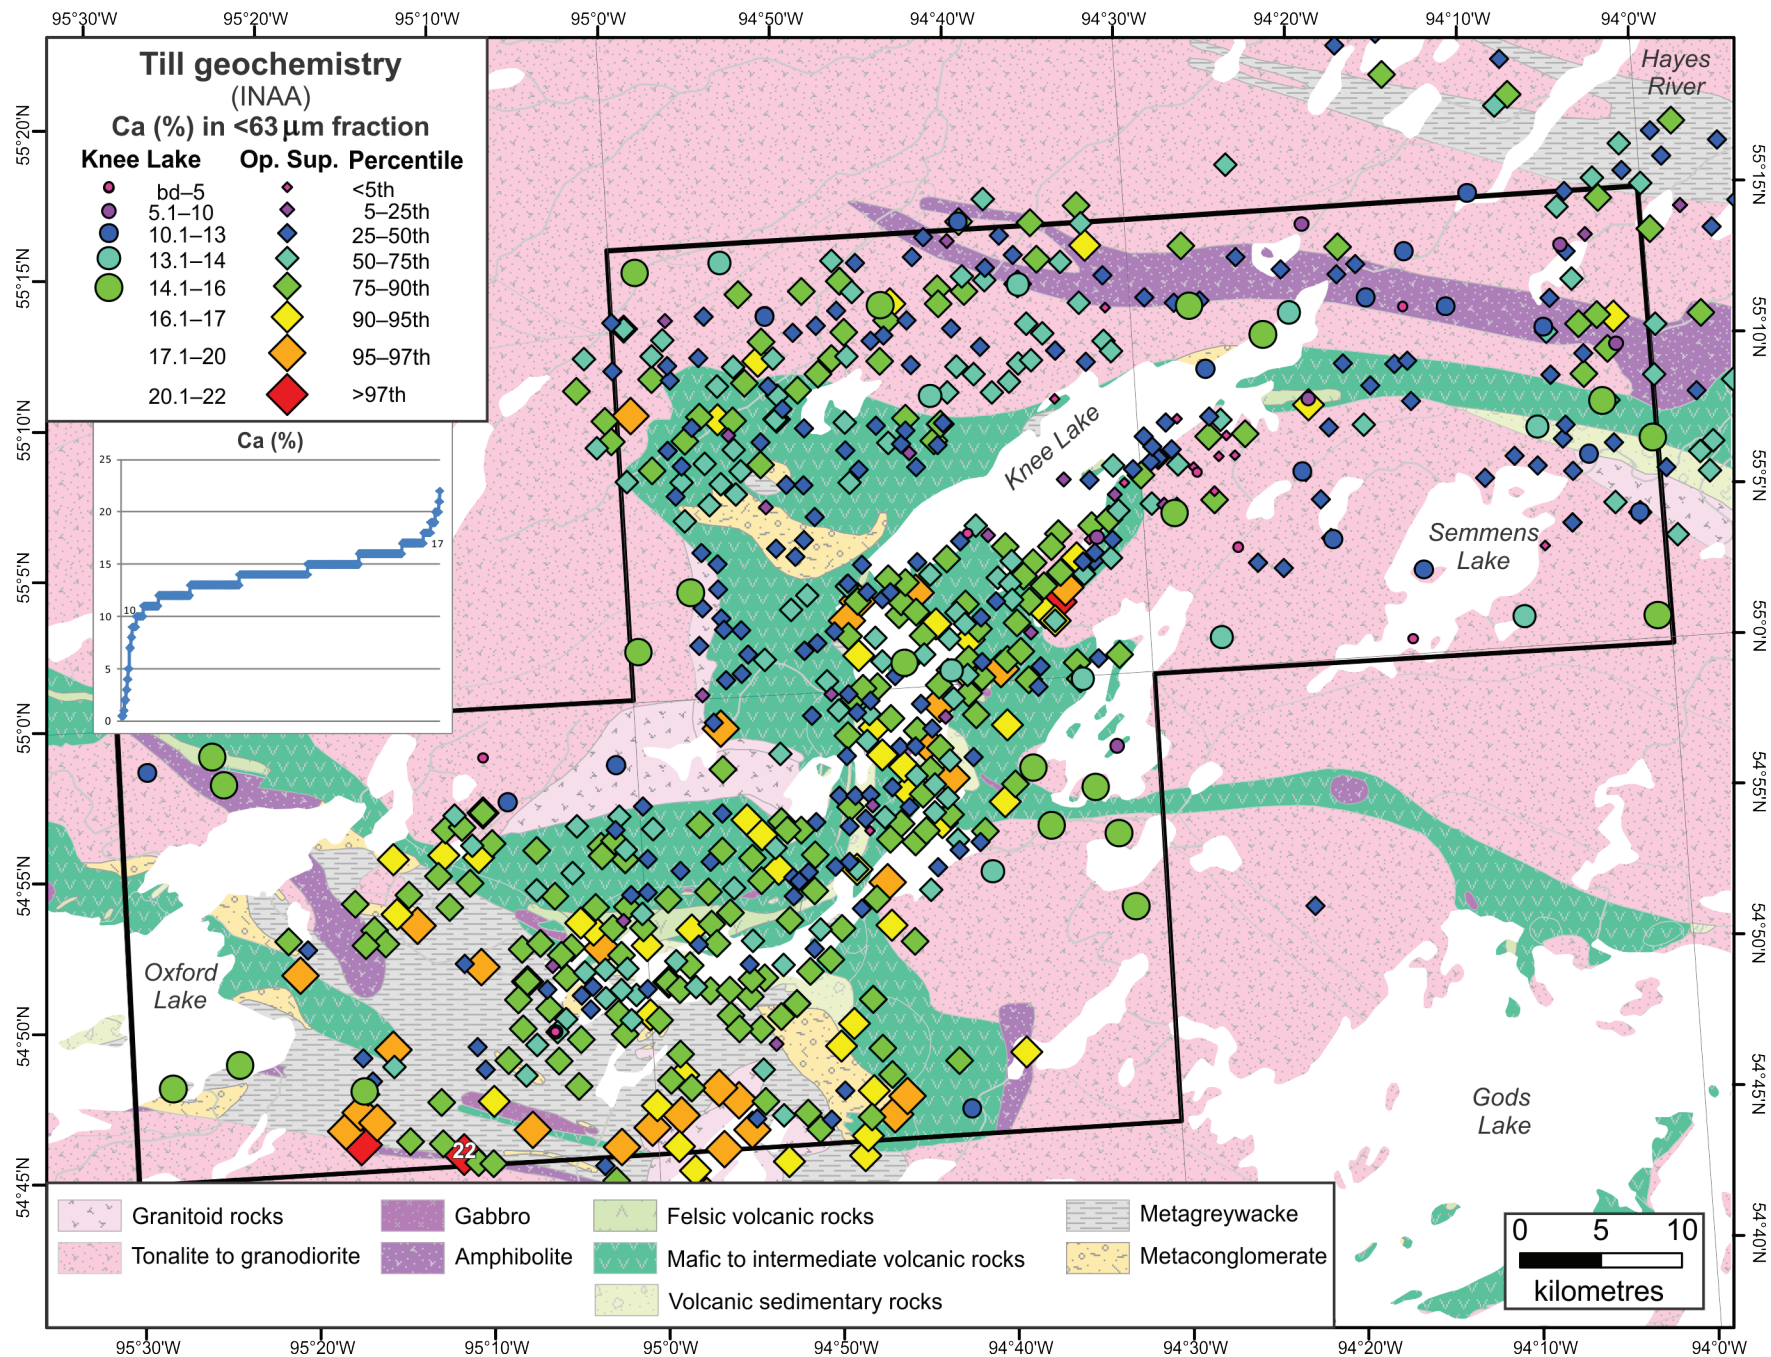 95°30'W 95°20'W 95°10'W 95°0'W 94°50'W 94°40'W 94°30'W 94°20'W 94°10'W 94°0'W
Till geochemistry
(INAA)
Ca (%) in <63 µm fraction
Knee Lake Op. Sup. Percentile
bd–5 <5th
5.1–10 5–25th
10.1–13 25–50th
13.1–14 50–75th
14.1–16 75–90th
16.1–17 90–95th
17.1–20 95–97th
20.1–22 >97th
Ca (%)
25
20
15
10
5
0
10
17
Hayes
River
Knee Lake
Semmens
Lake
Oxford
Lake
Gods
Lake
22
55°20'N
55°15'N
55°10'N
55°5'N
55°0'N
54°55'N
54°50'N
54°45'N
55°15'N
55°10'N
55°5'N
55°0'N
54°55'N
54°50'N
54°45'N
54°40'N
Granitoid rocks
Tonalite to granodiorite
Gabbro
Amphibolite
Felsic volcanic rocks
Mafic to intermediate volcanic rocks
Volcanic sedimentary rocks
Metagreywacke
Metaconglomerate
0 5 10
kilometres
95°30'W 95°20'W 95°10'W 95°0'W 94°50'W 94°40'W 94°30'W 94°20'W 94°10'W 94°0'W